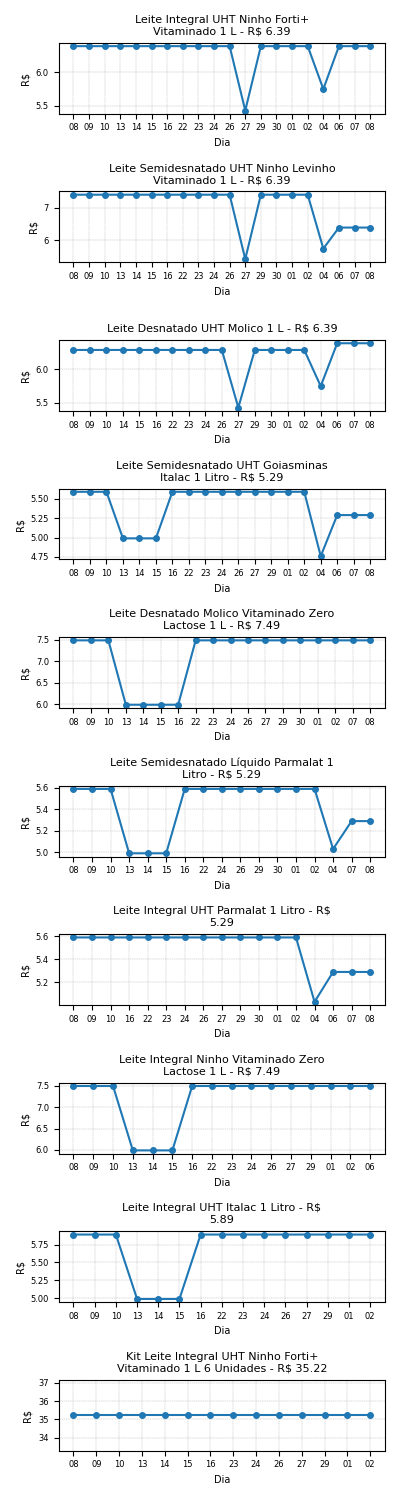 Leite Integral UHT Ninho Forti+
Vitaminado 1 L - R$ 6.39
6.0
5.5
R$
08 09 10 13 14 15 16 22 23 24 26 27 29 30 01 02 04 06 07 08
Dia
Leite Semidesnatado UHT Ninho Levinho
Vitaminado 1 L - R$ 6.39
7
6
R$
08 09 10 13 14 15 16 22 23 24 26 27 29 30 01 02 04 06 07 08
Dia
Leite Desnatado UHT Molico 1 L - R$ 6.39
6.0
5.5
R$
08 09 10 14 15 16 22 23 24 26 27 29 30 01 02 04 06 07 08
Dia
Leite Semidesnatado UHT Goiasminas
Italac 1 Litro - R$ 5.29
5.50
5.25
5.00
4.75
R$
08 09 10 13 14 15 16 22 23 24 26 27 29 01 02 04 06 07 08
Dia
Leite Desnatado Molico Vitaminado Zero
Lactose 1 L - R$ 7.49
7.5
7.0
6.5
6.0
R$
08 09 10 13 14 15 16 22 23 24 26 27 29 30 01 02 07 08
Dia
Leite Semidesnatado Líquido Parmalat 1
Litro - R$ 5.29
5.6
5.4
5.2
5.0
R$
08 09 10 13 14 15 16 22 23 24 26 29 30 01 02 04 07 08
Dia
Leite Integral UHT Parmalat 1 Litro - R$
5.29
5.6
5.4
5.2
R$
08 09 10 16 22 23 24 26 27 29 30 01 02 04 06 07 08
Dia
Leite Integral Ninho Vitaminado Zero
Lactose 1 L - R$ 7.49
7.5
7.0
6.5
6.0
R$
08 09 10 13 14 15 16 22 23 24 26 27 29 01 02 06
Dia
Leite Integral UHT Italac 1 Litro - R$
5.89
5.75
5.50
5.25
5.00
R$
08 09 10 13 14 15 16 22 23 24 26 27 29 01 02
Dia
Kit Leite Integral UHT Ninho Forti+
Vitaminado 1 L 6 Unidades - R$ 35.22
37
36
35
34
R$
08 09 10 13 14 15 16 23 24 26 27 29 01 02
Dia